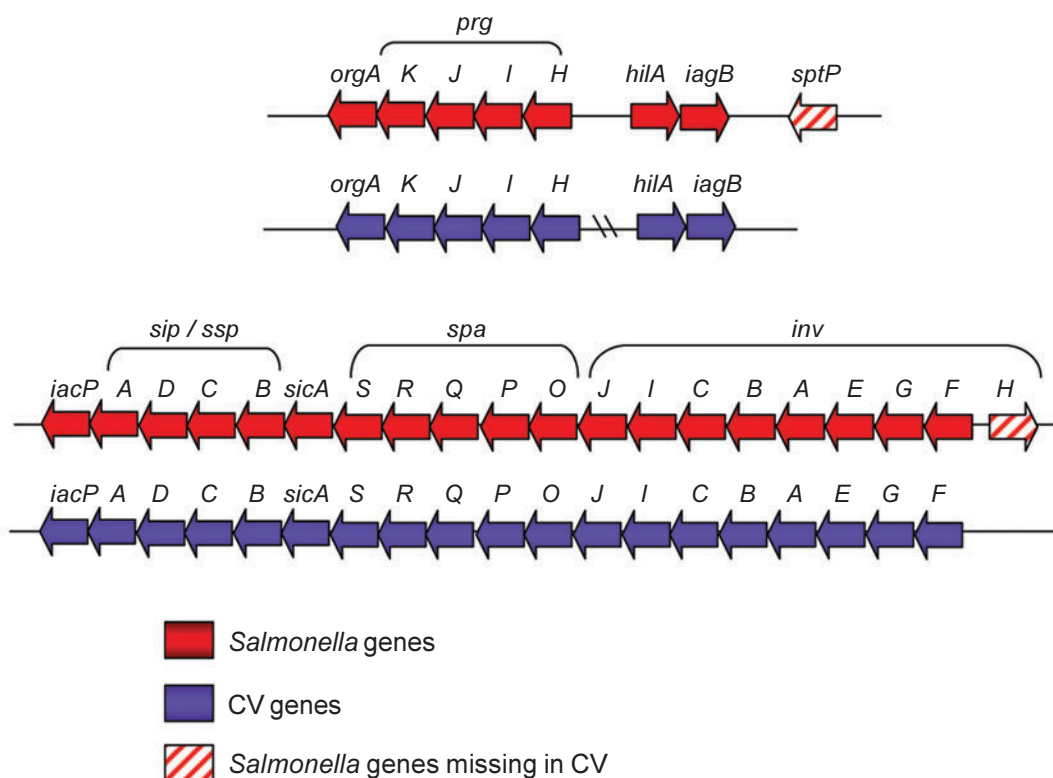 prg
orgA K J I H hilA iagB sptP
orgA K J I H hilA iagB
sip / ssp spa inv
iacP A D C B sicA S R Q P O J I C B A E G F H
iacP A D C B sicA S R Q P O J I C B A E G F
Salmonella genes
CV genes
Salmonella genes missing in CV